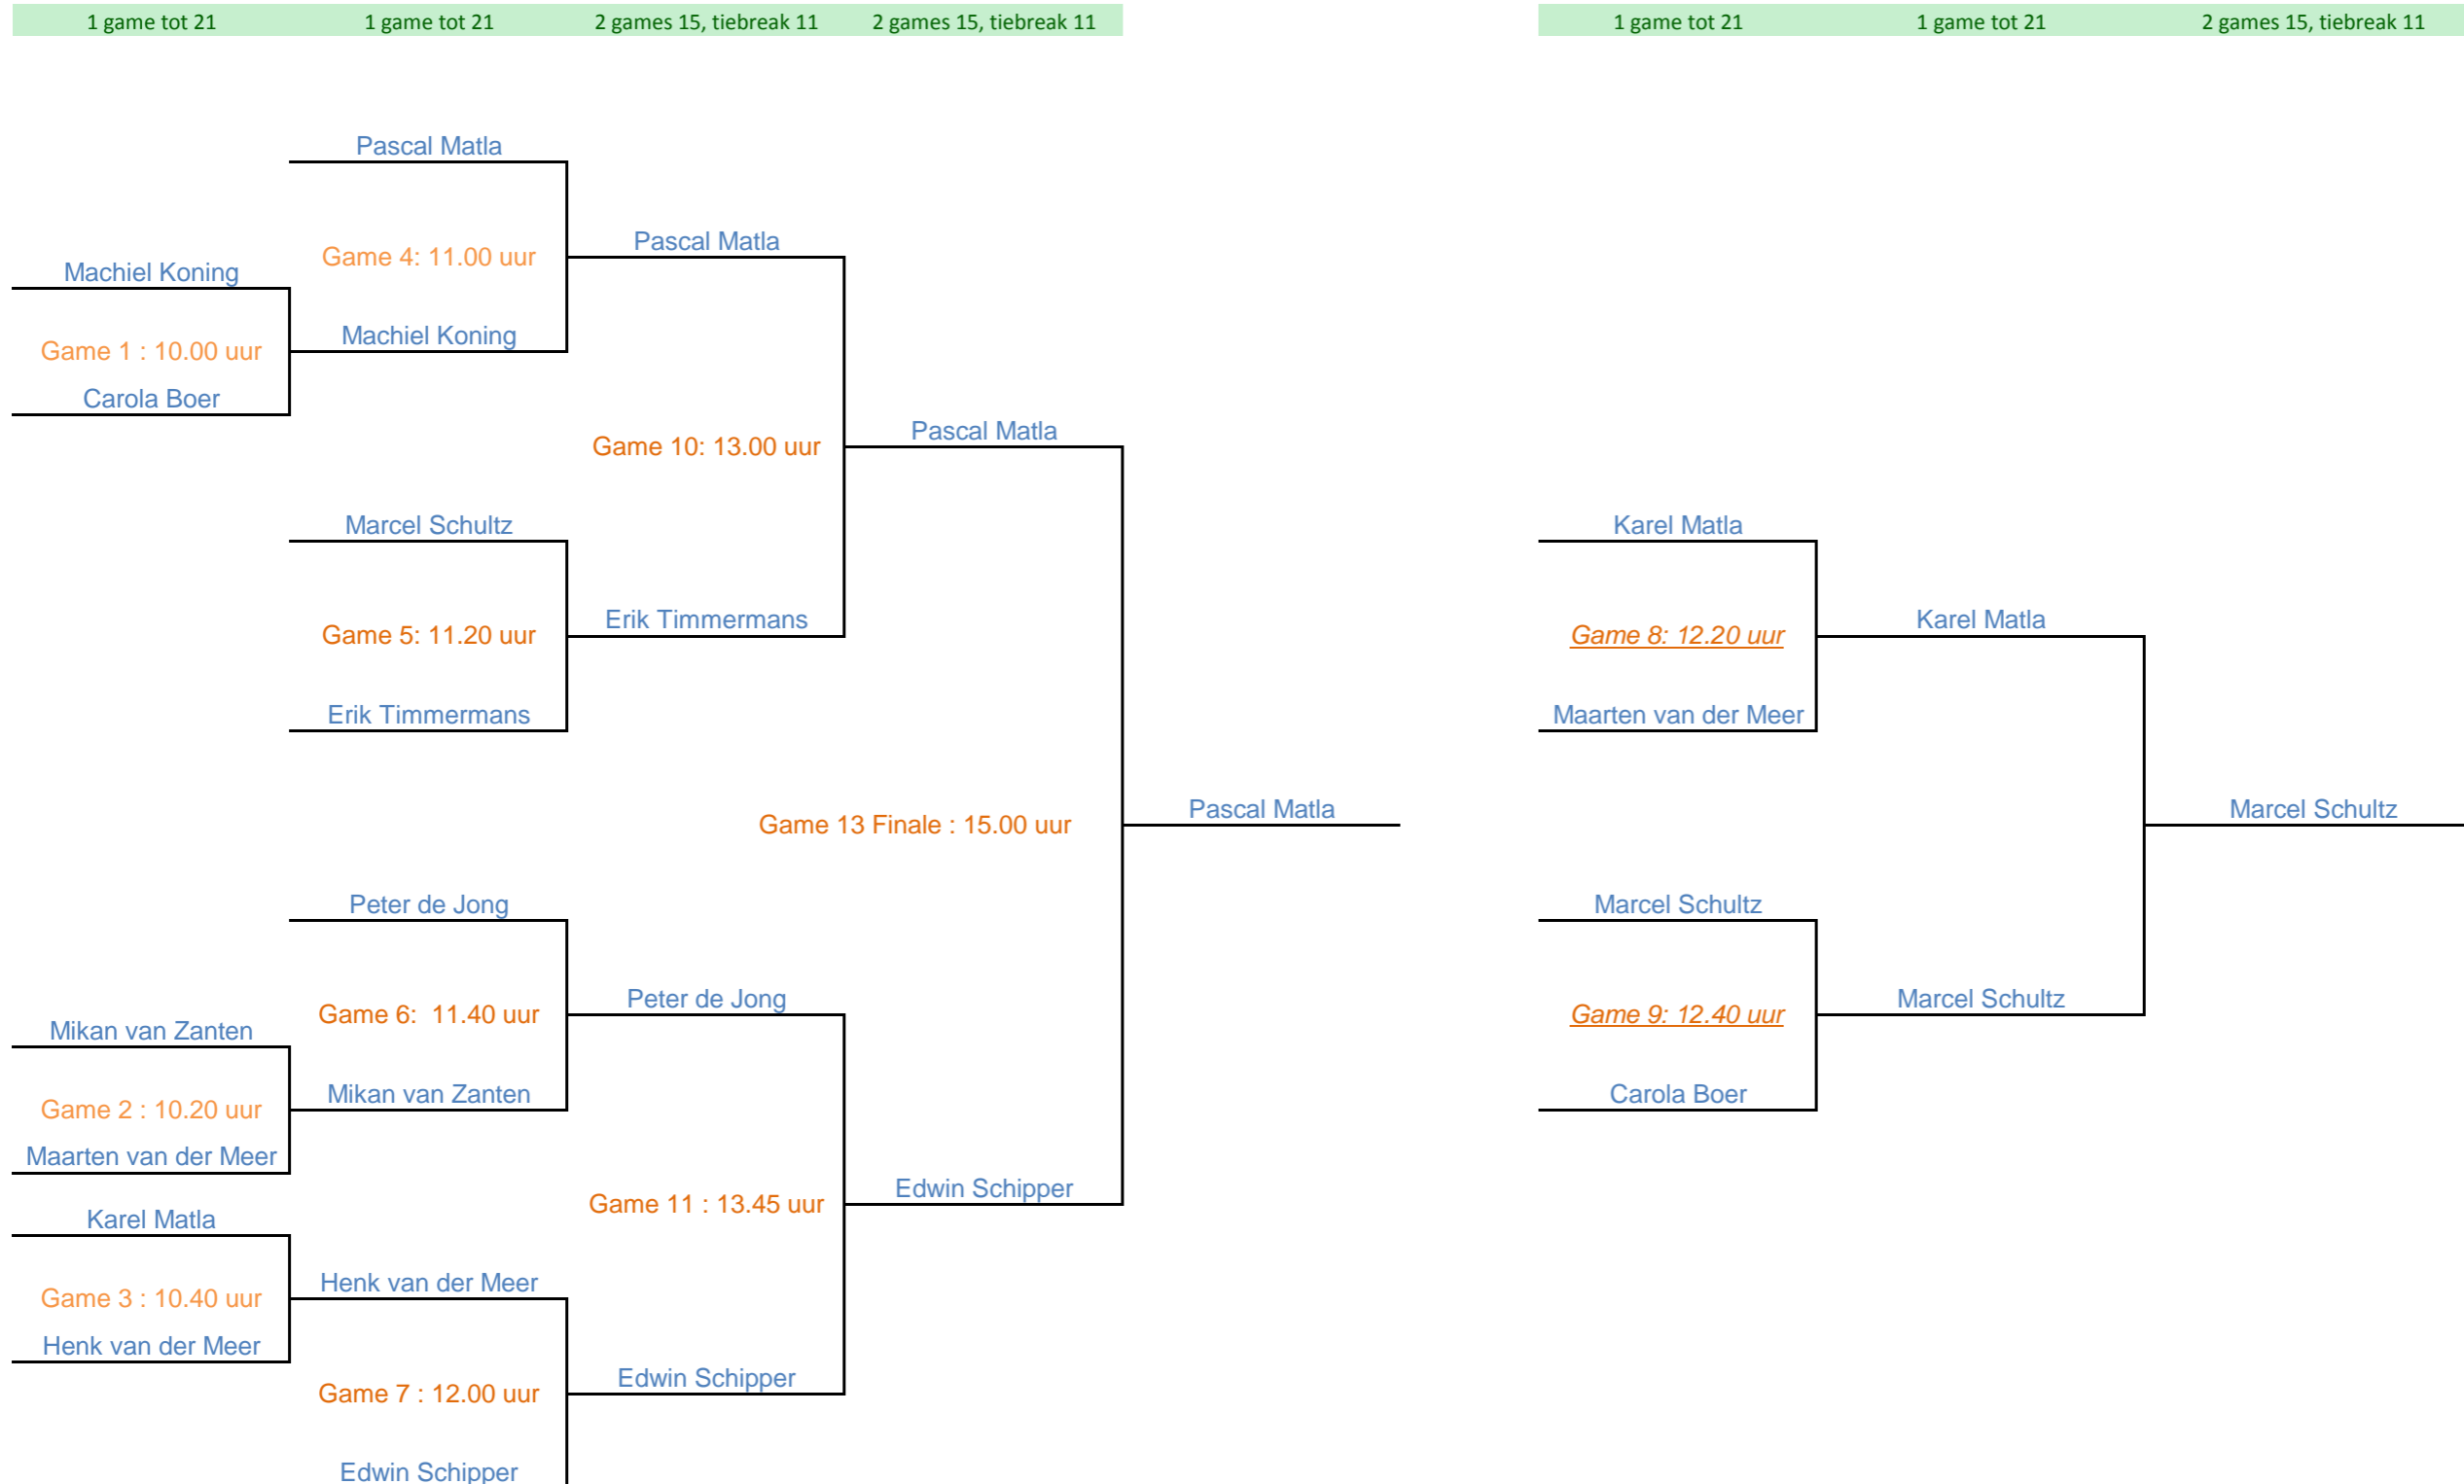 1 game tot 21 1 game tot 21 2 games 15, tiebreak 11 2 games 15, tiebreak 11 1 game tot 21 1 game tot 21 2 games 15, tiebreak 11
Pascal Matla
Pascal Matla
Game 4: 11.00 uur
Machiel Koning
Machiel Koning
Game 1 : 10.00 uur
Carola Boer
Pascal Matla
Game 10: 13.00 uur
Marcel Schultz Karel Matla
Erik Timmermans Karel Matla
Game 5: 11.20 uur Game 8: 12.20 uur
Erik Timmermans Maarten van der Meer
Pascal Matla Marcel Schultz
Game 13 Finale : 15.00 uur
Peter de Jong Marcel Schultz
Peter de Jong Marcel Schultz
Game 6:  11.40 uur Game 9: 12.40 uur
Mikan van Zanten
Mikan van Zanten Carola Boer
Game 2 : 10.20 uur
Maarten van der Meer
Edwin Schipper
Game 11 : 13.45 uur
Karel Matla
Henk van der Meer
Game 3 : 10.40 uur
Henk van der Meer
Edwin Schipper
Game 7 : 12.00 uur
Edwin Schipper